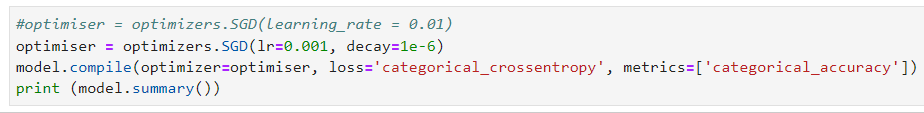 #optimiser = optimizers.SGD(learning_rate = 0.01)
optimiser = optimizers.SGD(lr=0.001, decay=1e-6)
model.compile(optimizer=optimiser, loss='categorical_crossentropy', metrics=['categorical_accuracy'])
print (model.summary())